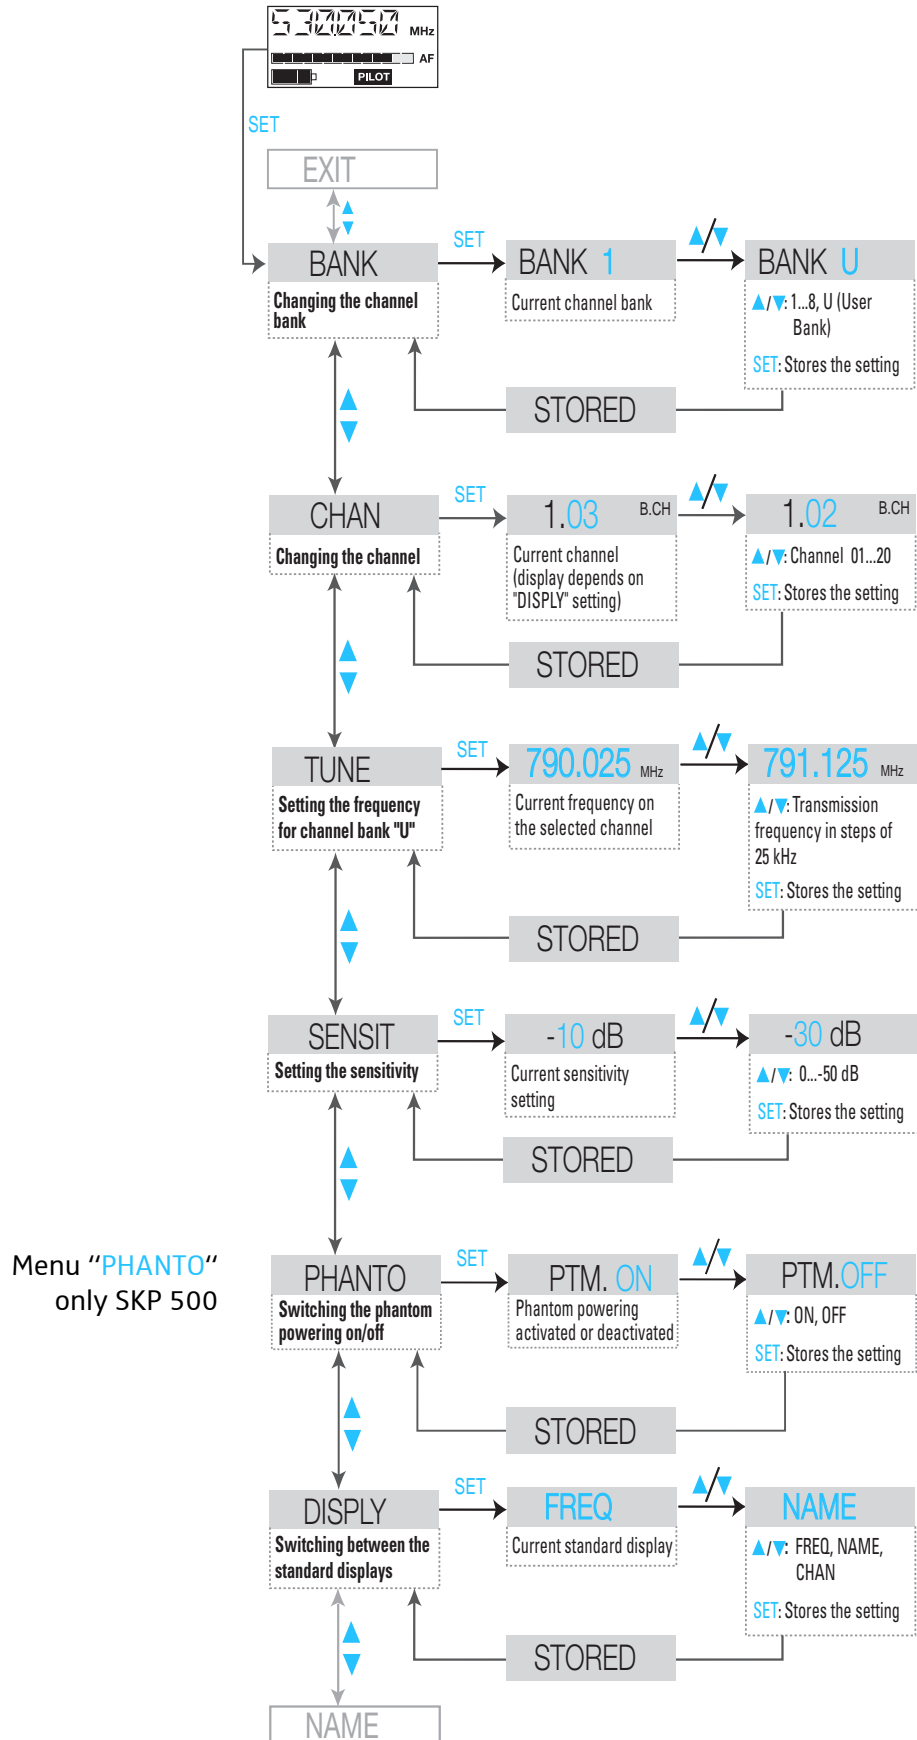 530.050 MHz
AF
PILOT
SET
EXIT
BANK
Changing the channel
bank
SET
BANK 1
Current channel bank
BANK U
▲/▼: 1...8, U (User
Bank)
SET: Stores the setting
STORED
CHAN
Changing the channel
SET
1.03 B.CH
Current channel
(display depends on
"DISPLY" setting)
1.02 B.CH
▲/▼: Channel 01...20
SET: Stores the setting
STORED
TUNE
Setting the frequency
for channel bank "U"
SET
790.025 MHz
Current frequency on
the selected channel
791.125 MHz
▲/▼: Transmission
frequency in steps of
25 kHz
SET: Stores the setting
STORED
SENSIT
Setting the sensitivity
SET
-10 dB
Current sensitivity
setting
-30 dB
▲/▼: 0...-50 dB
SET: Stores the setting
STORED
Menu “PHANTO“
only SKP 500
PHANTO
Switching the phantom
powering on/off
SET
PTM. ON
Phantom powering
activated or deactivated
PTM.OFF
▲/▼: ON, OFF
SET: Stores the setting
STORED
DISPLY
Switching between the
standard displays
SET
FREQ
Current standard display
NAME
▲/▼: FREQ, NAME,
CHAN
SET: Stores the setting
STORED
NAME